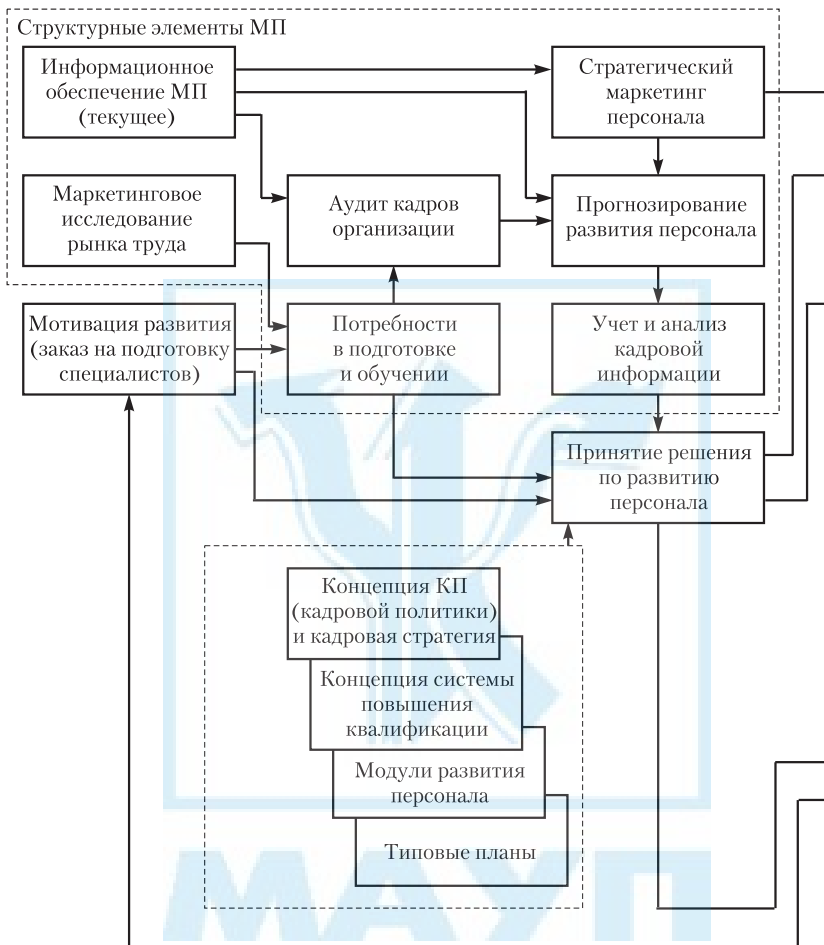 Структурные элементы МП
Информационное
обеспечение МП
(текущее)
Стратегический
маркетинг
персонала
Маркетинговое
исследование
рынка труда
Аудит кадров
организации
Прогнозирование
развития персонала
Мотивация развития
(заказ на подготовку
специалистов)
Потребности
в подготовке
и обучении
Учет и анализ
кадровой
информации
Принятие решения
по развитию
персонала
Концепция КП
(кадровой политики)
и кадровая стратегия
Концепция системы
повышения
квалификации
Модули развития
персонала
Типовые планы
МАУП